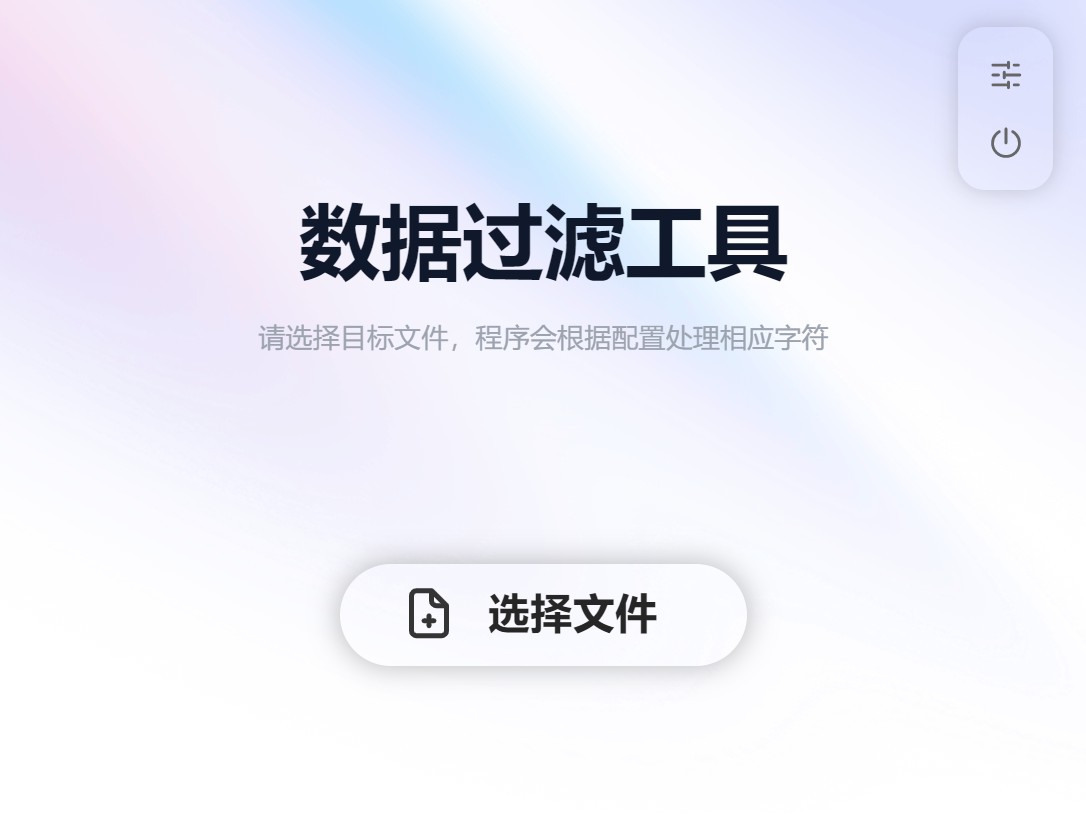 数据过滤工具
请选择目标文件，程序会根据配置处理相应字符
选择文件